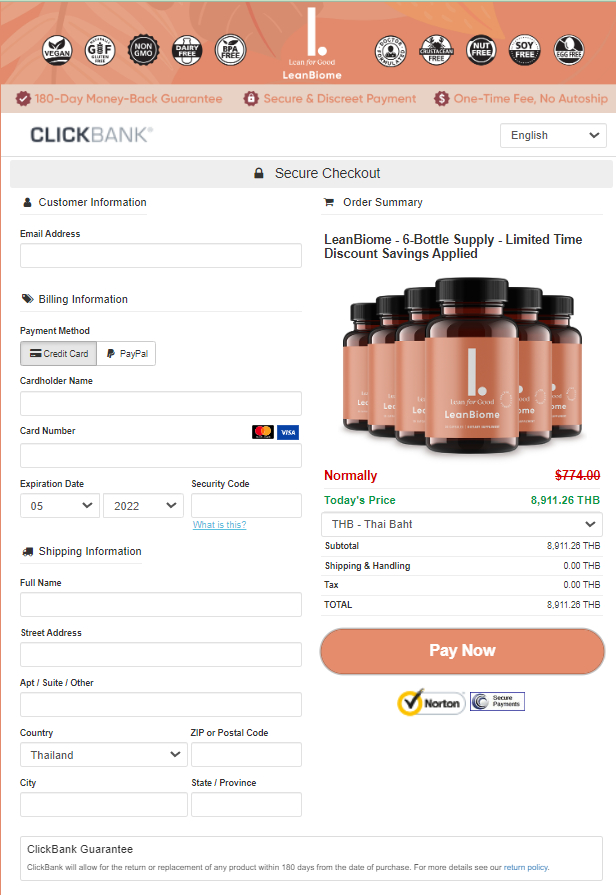 VEGAN
GLUTEN FREE
NON GMO
DAIRY FREE
BPA FREE
Lean for Good
LeanBiome
DOCTOR FORMULATED
CRUSTACEAN FREE
NUT FREE
SOY FREE
EGG FREE
180-Day Money-Back Guarantee
Secure & Discreet Payment
One-Time Fee, No Autoship
CLICKBANK®
English
Secure Checkout
Customer Information
Email Address
Billing Information
Payment Method
Credit Card
PayPal
Cardholder Name
Card Number
VISA
Expiration Date
Security Code
05
2022
What is this?
Shipping Information
Full Name
Street Address
Apt / Suite / Other
Country
ZIP or Postal Code
Thailand
City
State / Province
Order Summary
LeanBiome - 6-Bottle Supply - Limited Time
Discount Savings Applied
Lean for Good
LeanBiome
Normally
$774.00
Today's Price
8,911.26 THB
THB - Thai Baht
Subtotal
8,911.26 THB
Shipping & Handling
0.00 THB
Tax
0.00 THB
TOTAL
8,911.26 THB
Pay Now
Norton
Secure
Payments
ClickBank Guarantee
ClickBank will allow for the return or replacement of any product within 180 days from the date of purchase. For more details see our return policy.